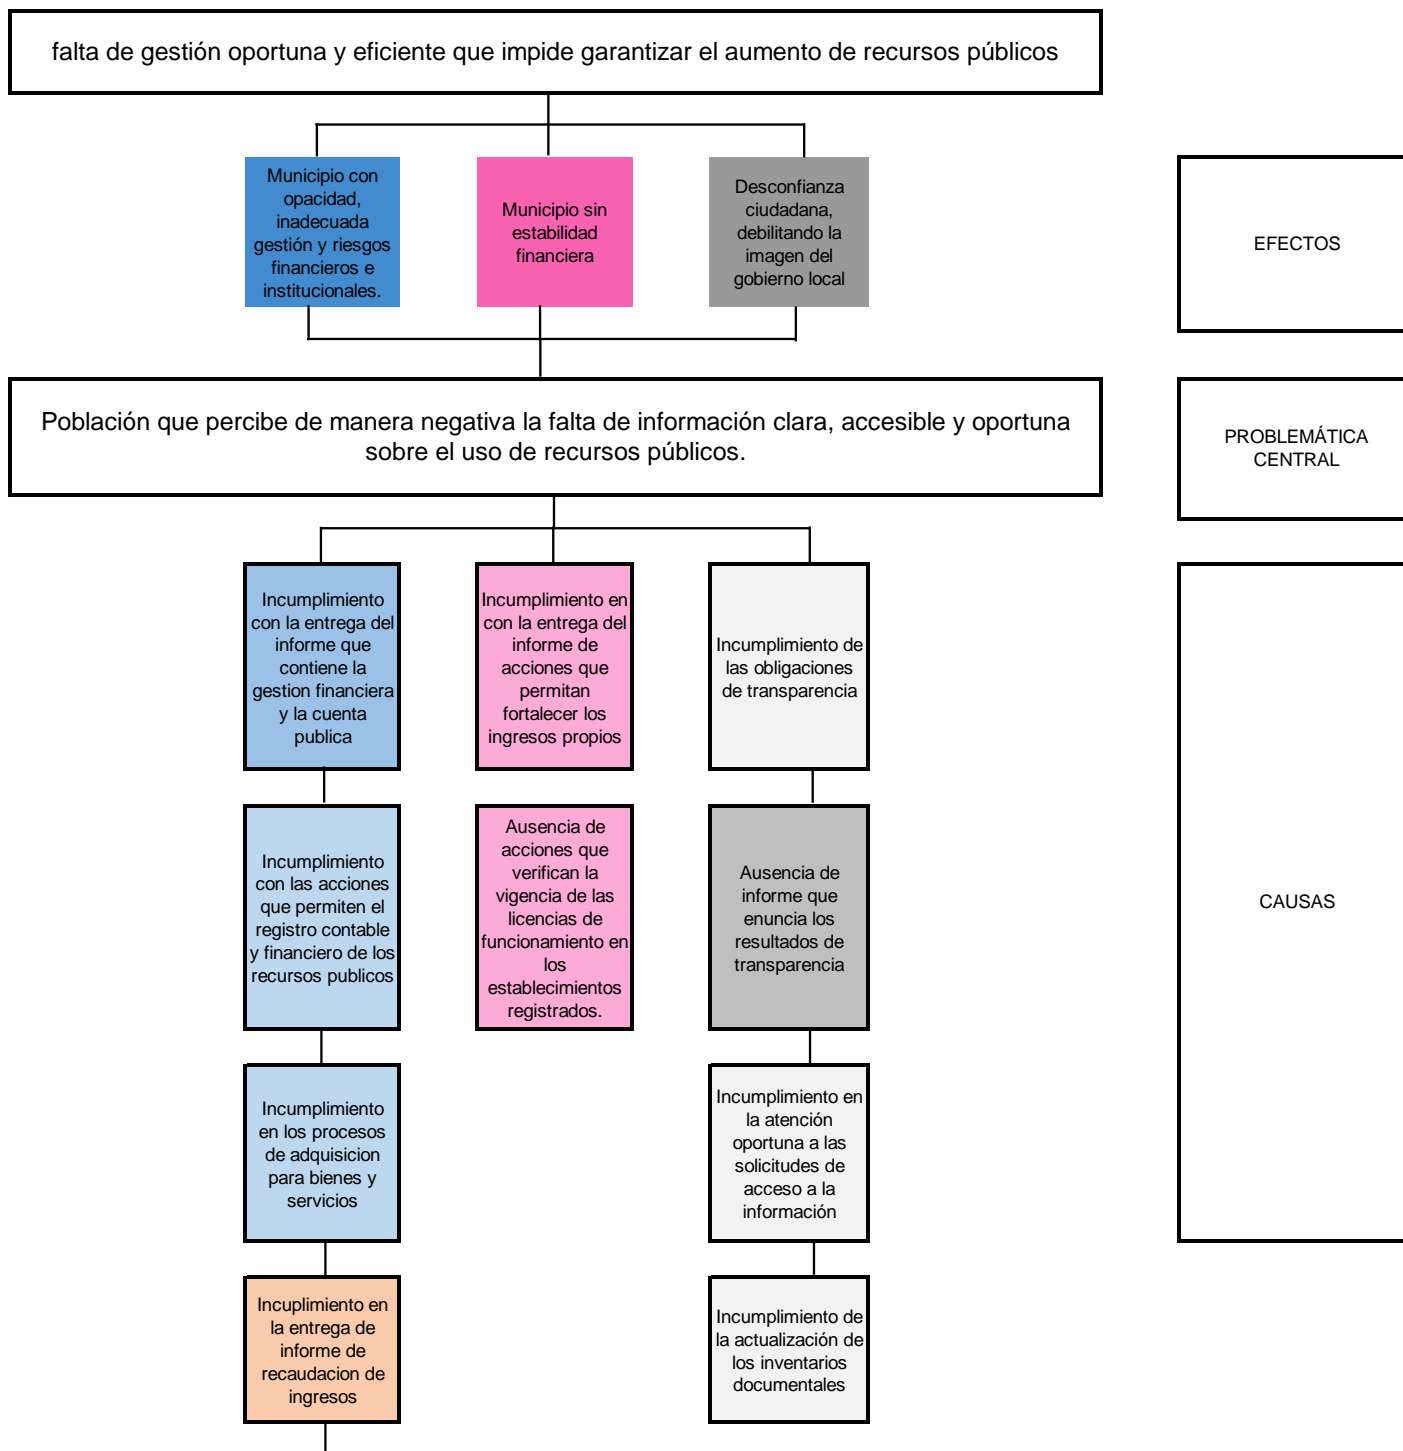 falta de gestión oportuna y eficiente que impide garantizar el aumento de recursos públicos
Municipio con
opacidad,
inadecuada
gestión y riesgos
financieros e
institucionales.
Municipio sin
estabilidad
financiera
Desconfianza
ciudadana,
debilitando la
imagen del
gobierno local
EFECTOS
Población que percibe de manera negativa la falta de información clara, accesible y oportuna
sobre el uso de recursos públicos.
PROBLEMÁTICA
CENTRAL
Incumplimiento
con la entrega del
informe que
contiene la
gestion financiera
y la cuenta
publica
Incumplimiento en
con la entrega del
informe de
acciones que
permitan
fortalecer los
ingresos propios
Incumplimiento de
las obligaciones
de transparencia
CAUSAS
Incumplimiento
con las acciones
que permiten el
registro contable
y financiero de los
recursos publicos
Ausencia de
acciones que
verifican la
vigencia de las
licencias de
funcionamiento en
los
establecimientos
registrados.
Ausencia de
informe que
enuncia los
resultados de
transparencia
Incumplimiento
en los procesos
de adquisicion
para bienes y
servicios
Incumplimiento en
la atención
oportuna a las
solicitudes de
acceso a la
información
Incuplimiento en
la entrega de
informe de
recaudacion de
ingresos
Incumplimiento de
la actualización de
los inventarios
documentales